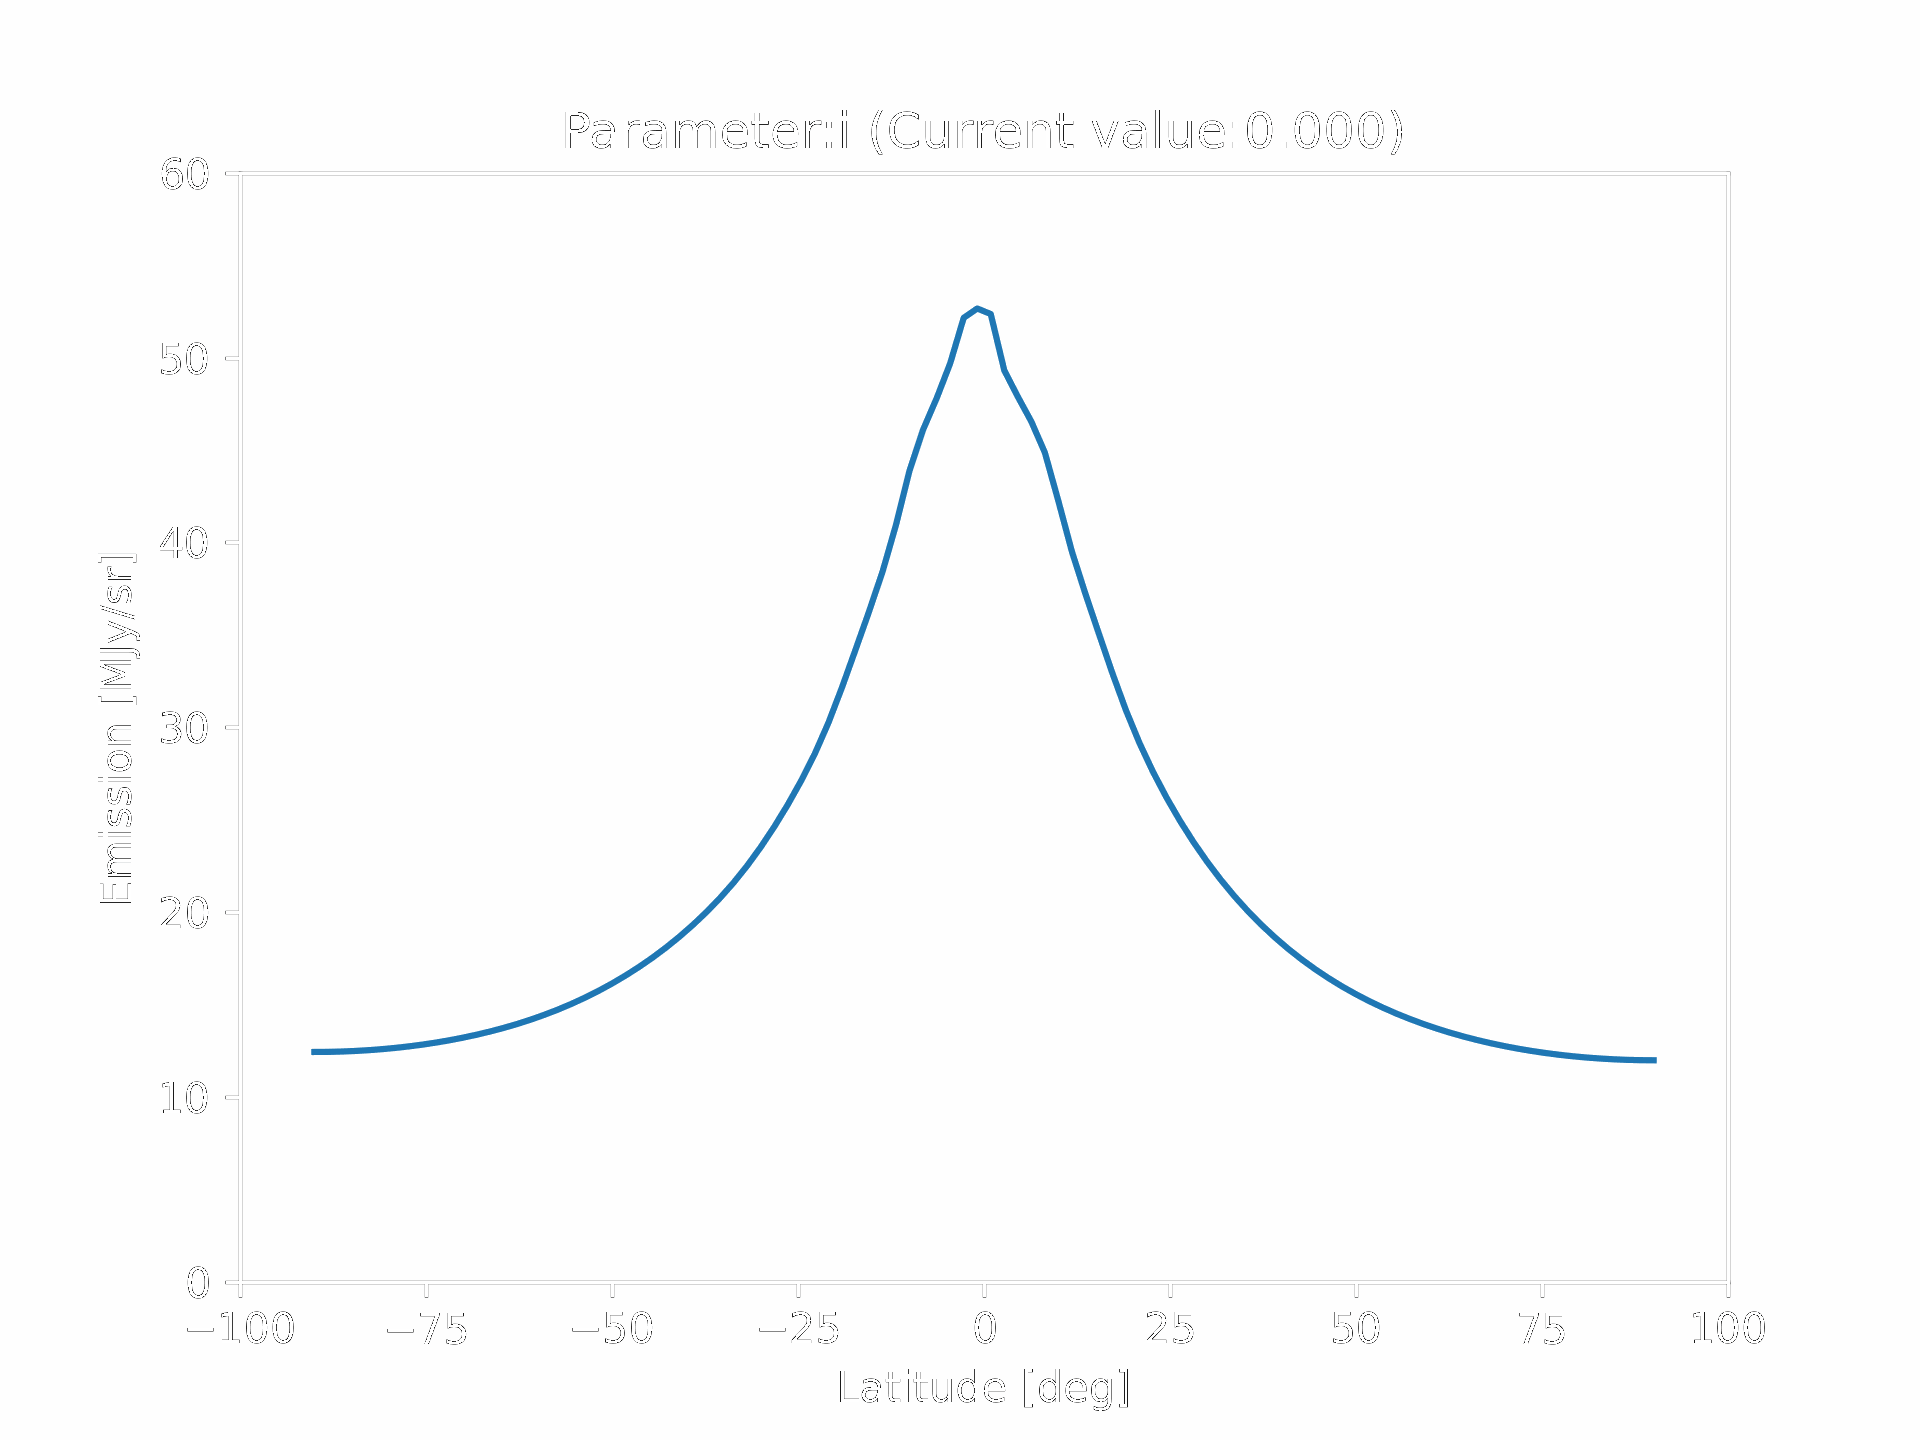 Parameter:i (Current value:0.000)
60
50
40
30
20
10
0
Emission [MJy/sr]
−100 −75 −50 −25 0 25 50 75 100
Latitude [deg]